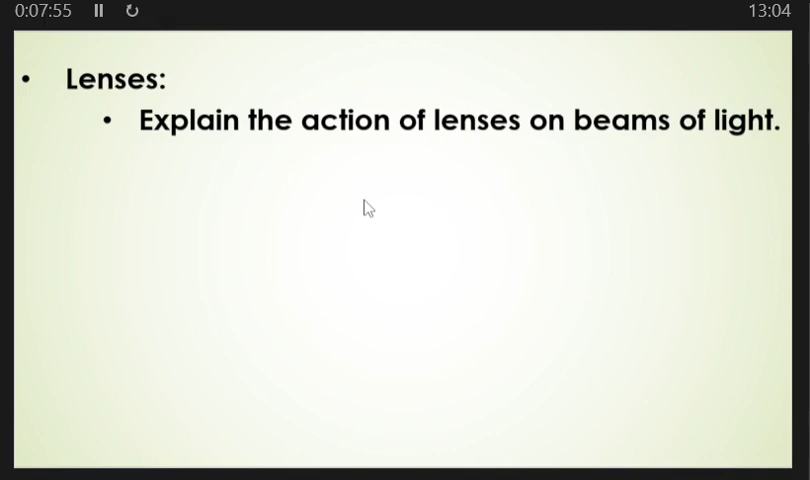 0:07:55 13:04
• Lenses:
• Explain the action of lenses on beams of light.